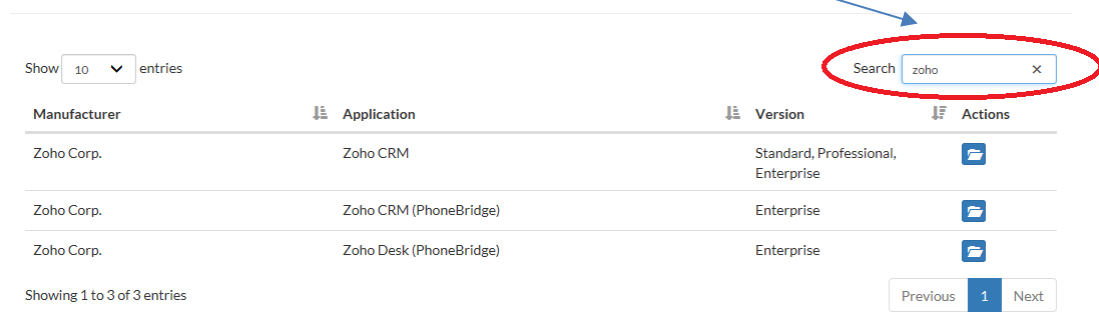 Show 10 entries Search zoho ×
Manufacturer Application Version Actions
Zoho Corp. Zoho CRM Standard, Professional,
Enterprise
Zoho Corp. Zoho CRM (PhoneBridge) Enterprise
Zoho Corp. Zoho Desk (PhoneBridge) Enterprise
Showing 1 to 3 of 3 entries Previous 1 Next